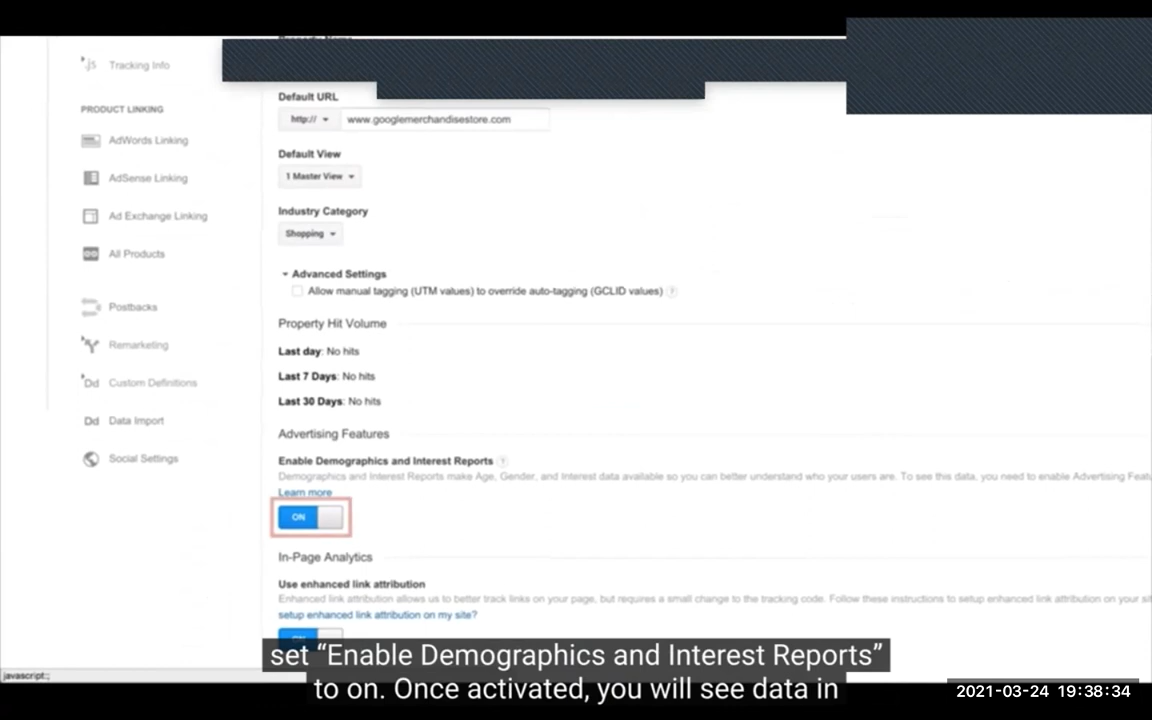 Tracking Info
PRODUCT LINKING
AdWords Linking
AdSense Linking
Ad Exchange Linking
All Products
Postbacks
Remarketing
Dd Custom Definitions
Dd Data Import
Social Settings
Default URL
http:// www.googlemerchandisestore.com
Default View
1 Master View
Industry Category
Shopping
Advanced Settings
Allow manual tagging (UTM values) to override auto-tagging (GCLID values) ?
Property Hit Volume
Last day: No hits
Last 7 Days: No hits
Last 30 Days: No hits
Advertising Features
Enable Demographics and Interest Reports ?
Demographics and Interest Reports make Age, Gender, and Interest data available so you can better understand who your users are. To see this data, you need to enable Advertising
Learn more
ON
In-Page Analytics
Use enhanced link attribution
Enhanced link attribution allows us to better track links on your page, but requires a small change to the tracking code. Follow these instructions to setup enhanced link attribution on your
setup enhanced link attribution on my site?
ON
set “Enable Demographics and Interest Reports”
to on. Once activated, you will see data in
javascript:;
2021-03-24 19:38:34